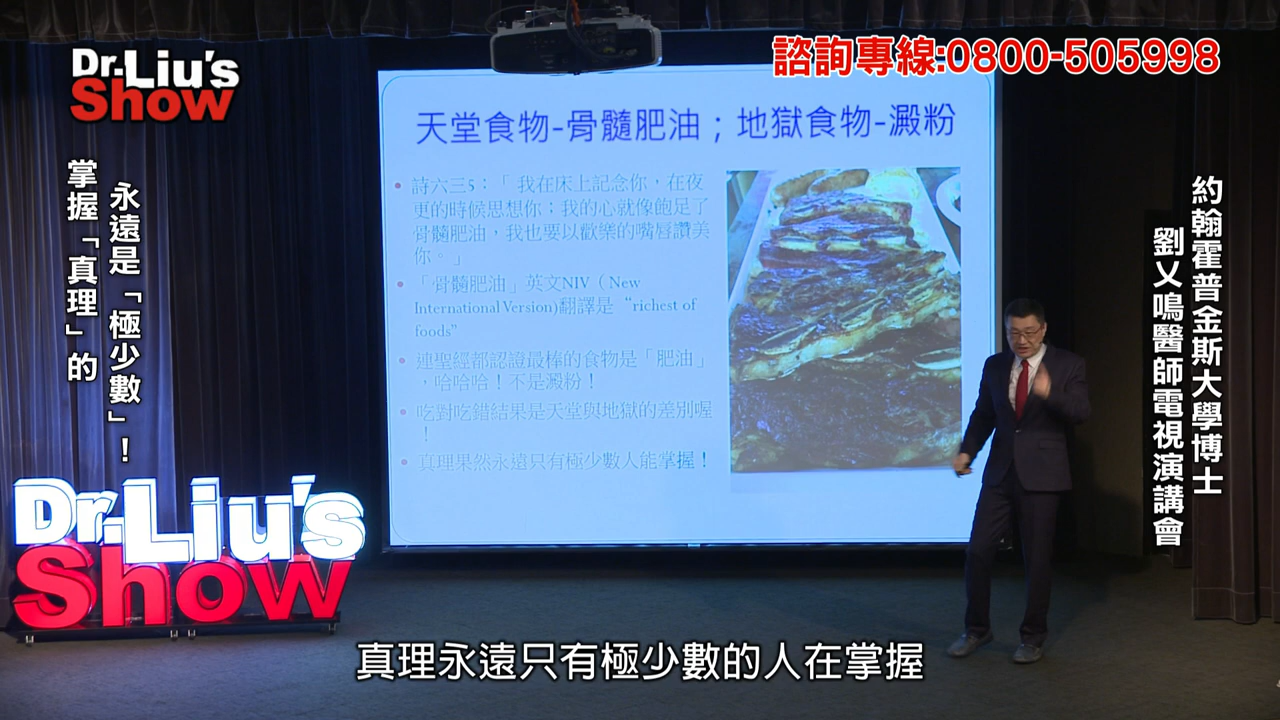 Dr.Liu's
Show
諮詢專線:0800-505998
掌握「真理」的
永遠是「極少數」!
天堂食物-骨髓肥油；地獄食物-澱粉
• 詩六三5：「我在床上記念你，在夜
更的時候思想你；我的心就像飽足了
骨髓肥油，我也要以歡樂的嘴唇讚美
你。」
• 「骨髓肥油」英文NIV（New
International Version)翻譯是 “richest of
foods”
• 連聖經都認證最棒的食物是「肥油」
，哈哈哈！不是澱粉！
• 吃對吃錯結果是天堂與地獄的差別喔
！
• 真理果然永遠只有極少數人能掌握！
約翰霍普金斯大學博士
劉乂鳴醫師電視演講會
Dr.Liu's
Show
真理永遠只有極少數的人在掌握